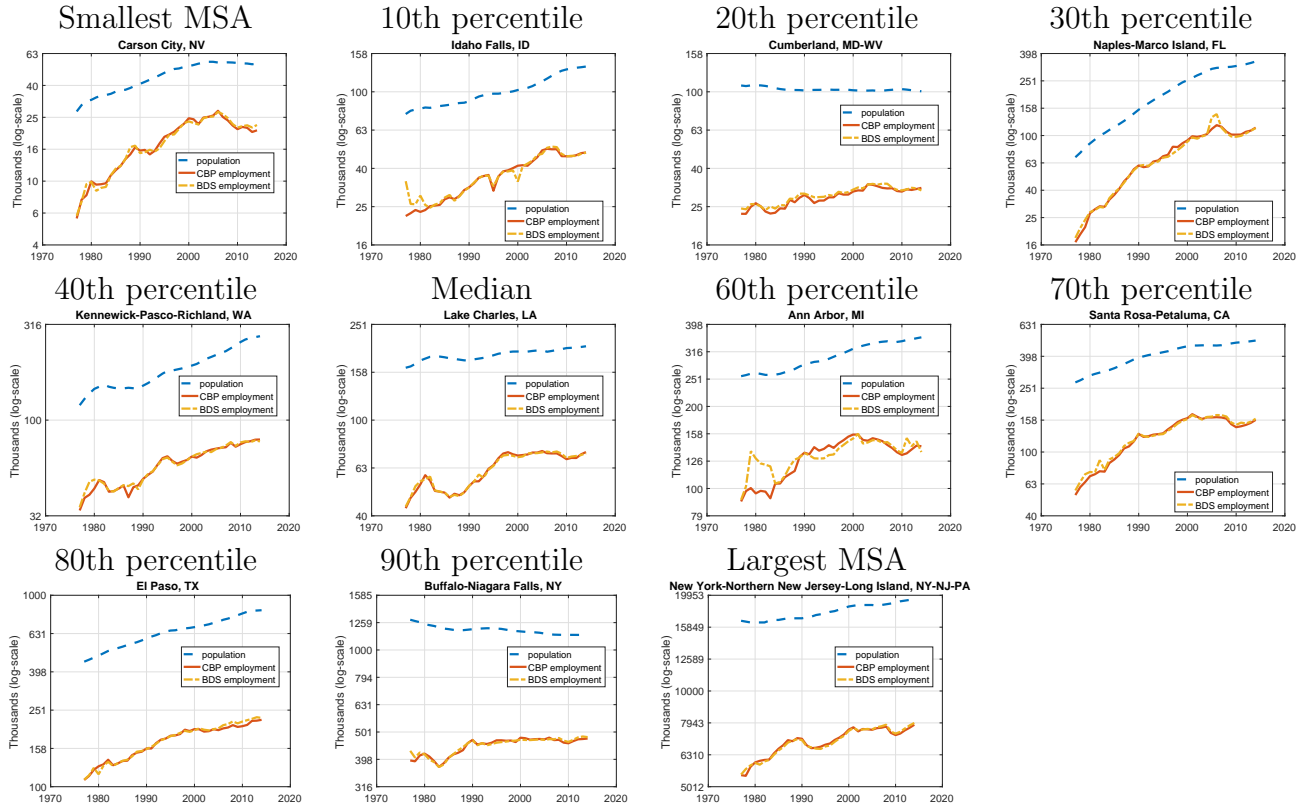 Smallest MSA
Carson City, NV
Thousands (log-scale)
63
40
25
16
10
6
4
population
CBP employment
BDS employment
1970 1980 1990 2000 2010 2020
10th percentile
Idaho Falls, ID
Thousands (log-scale)
158
100
63
40
25
16
population
CBP employment
BDS employment
1970 1980 1990 2000 2010 2020
20th percentile
Cumberland, MD-WV
Thousands (log-scale)
158
100
63
40
25
16
population
CBP employment
BDS employment
1970 1980 1990 2000 2010 2020
30th percentile
Naples-Marco Island, FL
Thousands (log-scale)
398
251
158
100
63
40
25
16
population
CBP employment
BDS employment
1970 1980 1990 2000 2010 2020
40th percentile
Kennewick-Pasco-Richland, WA
Thousands (log-scale)
316
100
32
population
CBP employment
BDS employment
1970 1980 1990 2000 2010 2020
Median
Lake Charles, LA
Thousands (log-scale)
251
158
100
63
40
population
CBP employment
BDS employment
1970 1980 1990 2000 2010 2020
60th percentile
Ann Arbor, MI
Thousands (log-scale)
398
316
251
200
158
126
100
79
population
CBP employment
BDS employment
1970 1980 1990 2000 2010 2020
70th percentile
Santa Rosa-Petaluma, CA
Thousands (log-scale)
631
398
251
158
100
63
40
population
CBP employment
BDS employment
1970 1980 1990 2000 2010 2020
80th percentile
El Paso, TX
Thousands (log-scale)
1000
631
398
251
158
100
population
CBP employment
BDS employment
1970 1980 1990 2000 2010 2020
90th percentile
Buffalo-Niagara Falls, NY
Thousands (log-scale)
1585
1259
1000
794
631
501
398
316
population
CBP employment
BDS employment
1970 1980 1990 2000 2010 2020
Largest MSA
New York-Northern New Jersey-Long Island, NY-NJ-PA
Thousands (log-scale)
19953
15849
12589
10000
7943
6310
5012
population
CBP employment
BDS employment
1970 1980 1990 2000 2010 2020